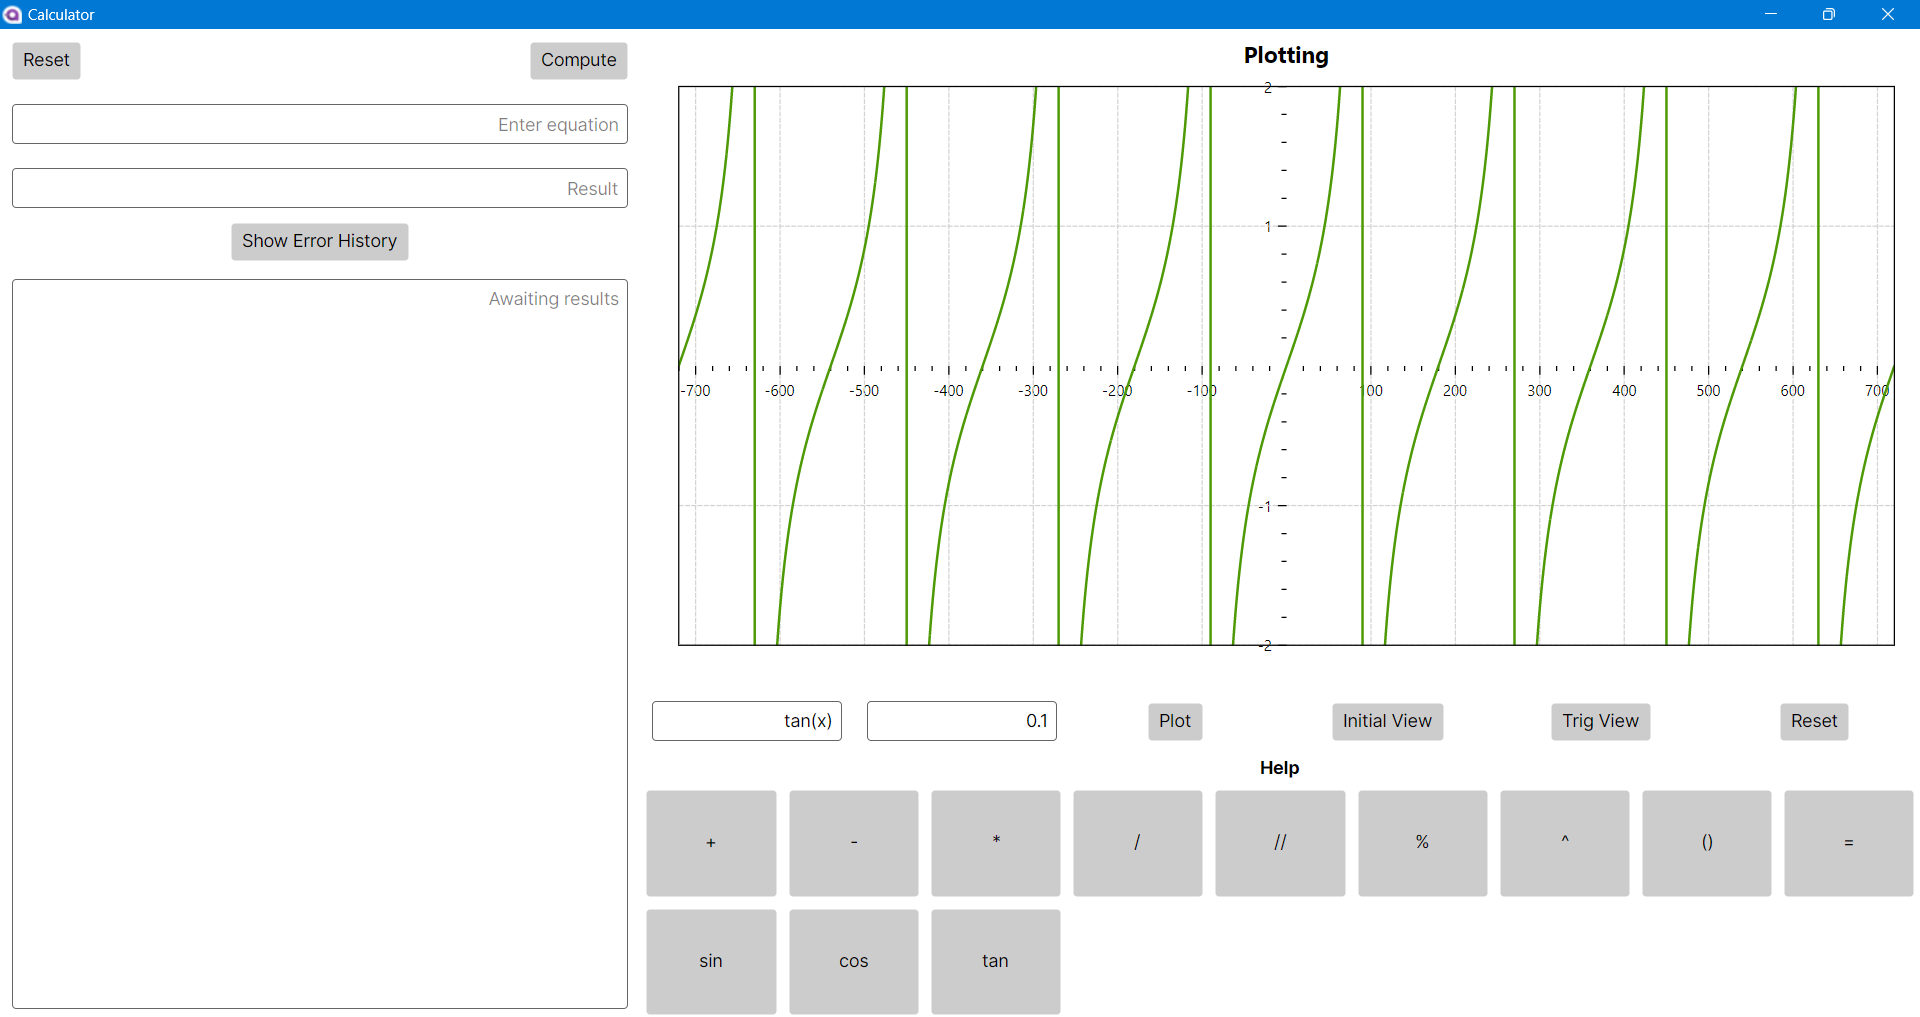 Calculator
Reset
Compute
Enter equation
Result
Show Error History
Awaiting results
Plotting
2
1
-700 -600 -500 -400 -300 -200 -100 100 200 300 400 500 600 700
-1
-2
tan(x)
0.1
Plot
Initial View
Trig View
Reset
Help
+ - * / // % ^ () =
sin cos tan